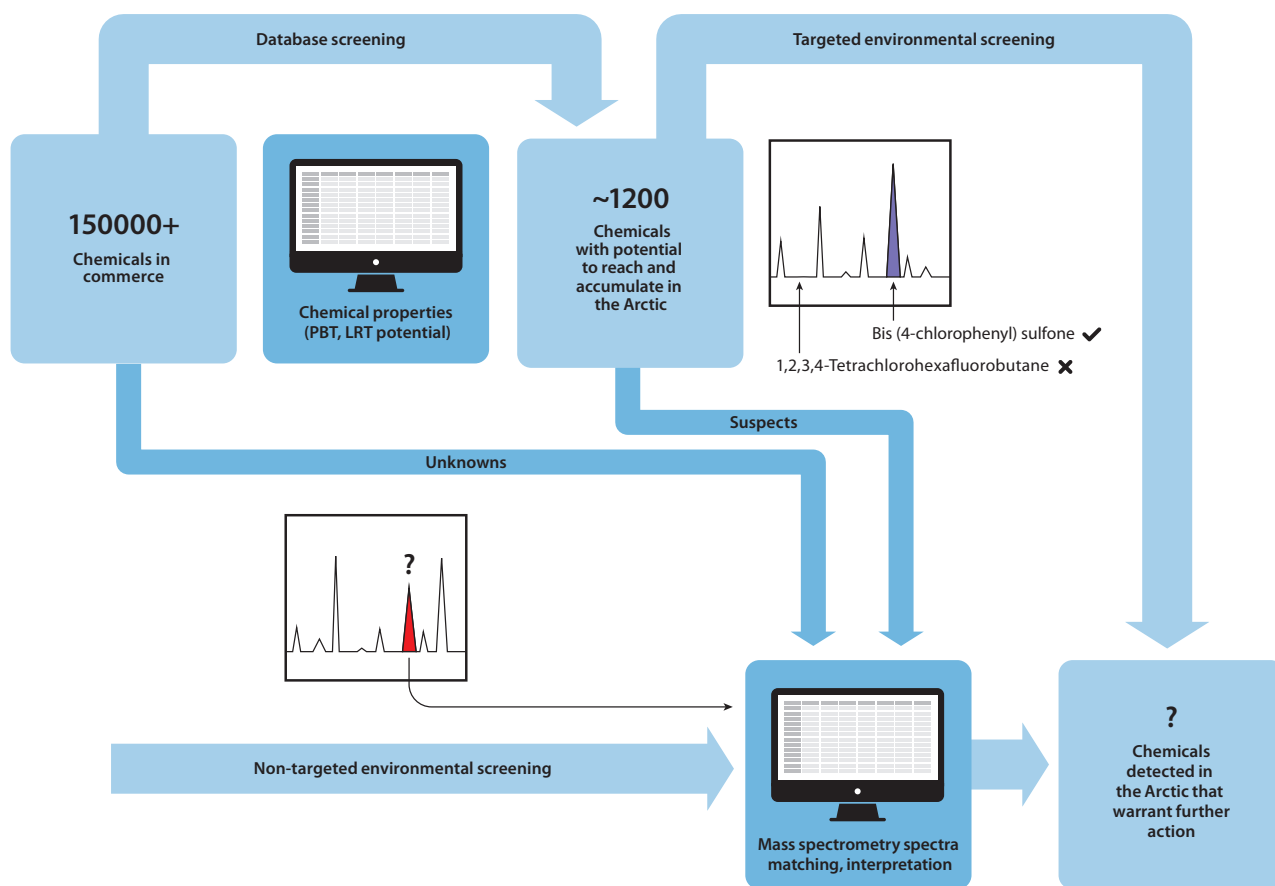 Database screening
Targeted environmental screening
150000+
Chemicals in
commerce
Chemical properties
(PBT, LRT potential)
~1200
Chemicals
with potential
to reach and
accumulate in
the Arctic
Bis (4-chlorophenyl) sulfone ✔
1,2,3,4-Tetrachlorohexafluorobutane ✖
Suspects
Unknowns
?
Non-targeted environmental screening
Mass spectrometry spectra
matching, interpretation
?
Chemicals
detected in
the Arctic that
warrant further
action